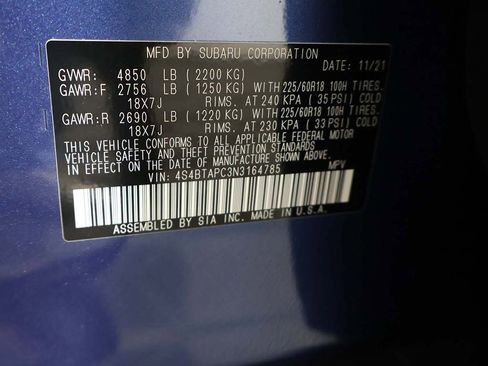 MFD BY SUBARU CORPORATION
DATE: 11/21
GVWR: 4850 LB (2200 KG)
GAWR:F 2756 LB (1250 KG) WITH 225/60R18 100H TIRES.
18X7J RIMS. AT 240 KPA (35 PSI) COLD
GAWR:R 2690 LB (1220 KG) WITH 225/60R18 100H TIRES.
18X7J RIMS. AT 230 KPA (33 PSI) COLD
THIS VEHICLE CONFORMS TO ALL APPLICABLE FEDERAL MOTOR
VEHICLE SAFETY AND THEFT PREVENTION STANDARDS
IN EFFECT ON THE DATE OF MANUFACTURE SHOWN ABOVE.
VIN: 4S4BTAPC3N3164785 MPV
ASSEMBLED BY SIA INC. MADE IN U.S.A.